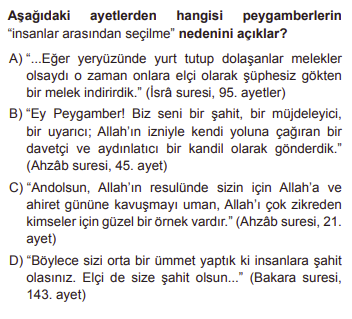 Aşağıdaki ayetlerden hangisi peygamberlerin
“insanlar arasından seçilme” nedenini açıklar?
A) “...Eğer yeryüzünde yurt tutup dolaşanlar melekler
olsaydı o zaman onlara elçi olarak şüphesiz gökten
bir melek indirirdik.” (İsrâ suresi, 95. ayetler)
B) “Ey Peygamber! Biz seni bir şahit, bir müjdeleyici,
bir uyarıcı; Allah’ın izniyle kendi yoluna çağıran bir
davetçi ve aydınlatıcı bir kandil olarak gönderdik.”
(Ahzâb suresi, 45. ayet)
C) “Andolsun, Allah’ın resulünde sizin için Allah’a ve
ahiret gününe kavuşmayı uman, Allah’ı çok zikreden
kimseler için güzel bir örnek vardır.” (Ahzâb suresi, 21.
ayet)
D) “Böylece sizi orta bir ümmet yaptık ki insanlara şahit
olasınız. Elçi de size şahit olsun...” (Bakara suresi,
143. ayet)